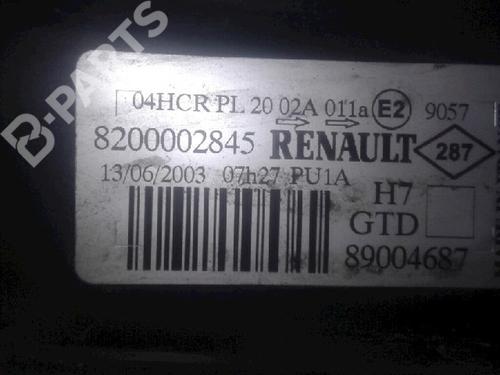 B-PARTS
04HCR PL 20 02A 011a E2 9057
8200002845 RENAULT 287
13/06/2003 07h27 PU1A
H7
GTD
89004687